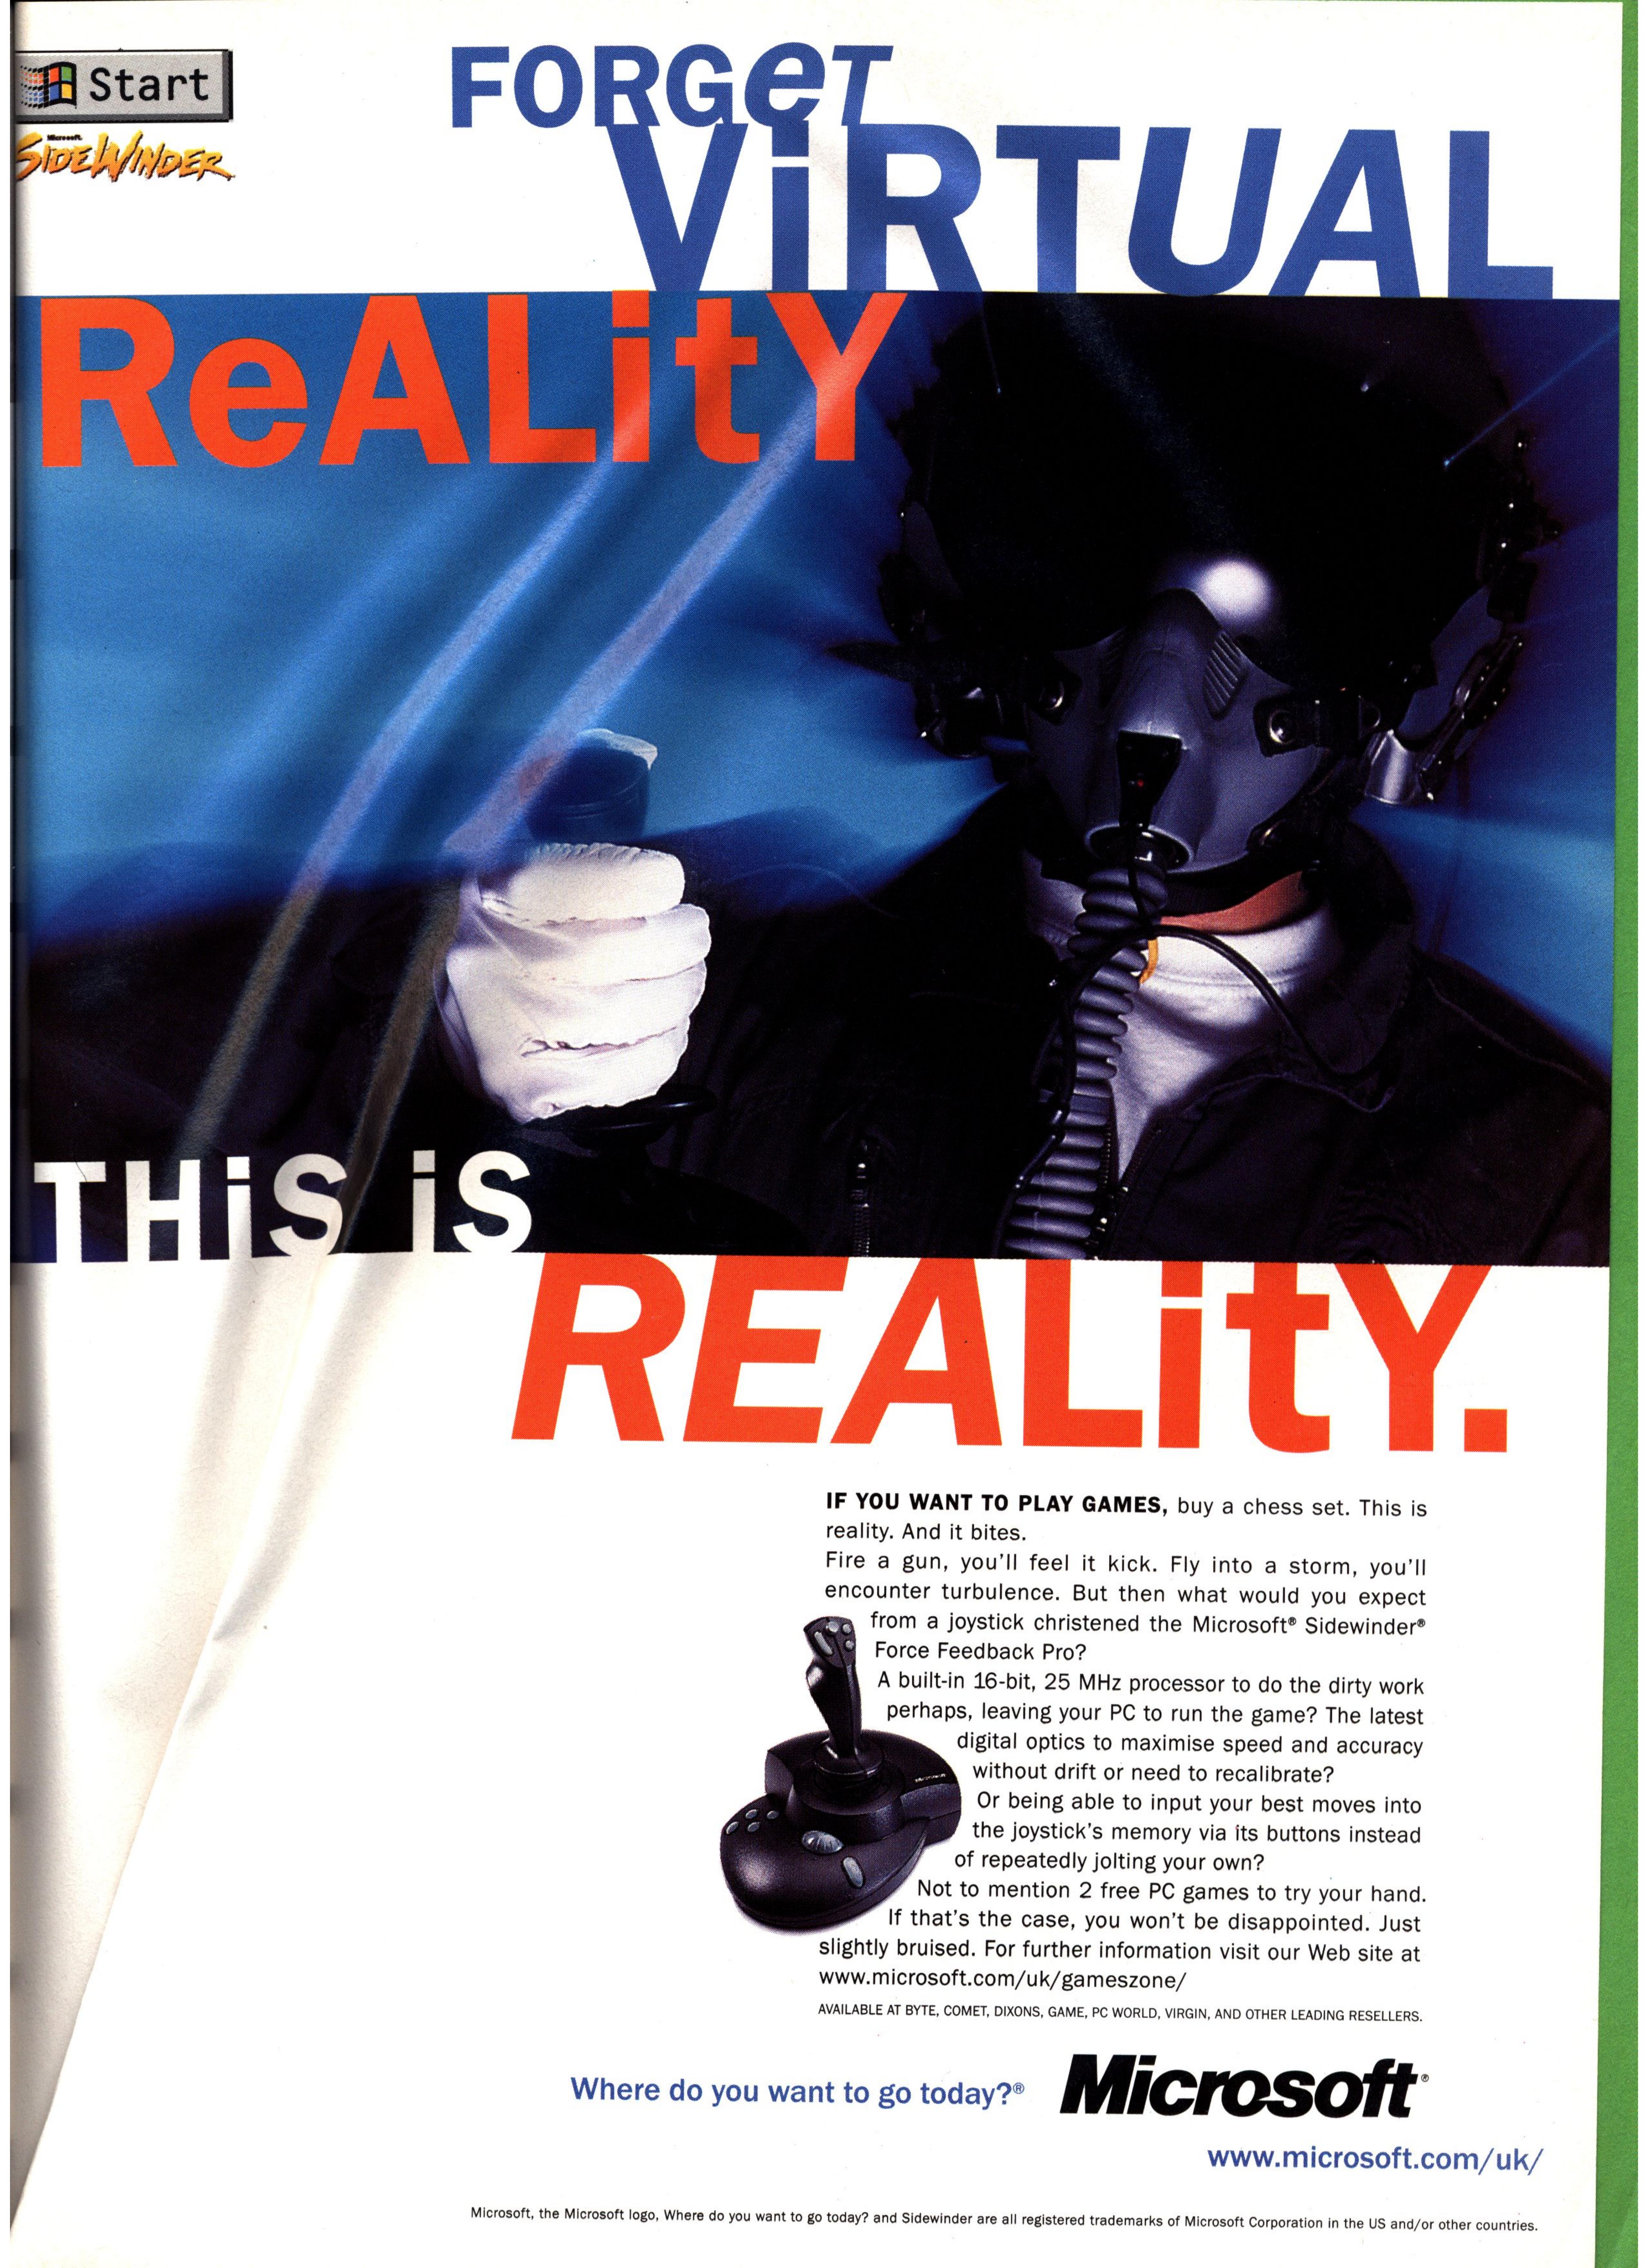 Start
Microsoft
SIDEWINDER
FORGeT
ViRTUAL
ReALitY
THiS iS
REALitY.
IF YOU WANT TO PLAY GAMES, buy a chess set. This is
reality. And it bites.
Fire a gun, you'll feel it kick. Fly into a storm, you'll
encounter turbulence. But then what would you expect
from a joystick christened the Microsoft® Sidewinder®
Force Feedback Pro?
A built-in 16-bit, 25 MHz processor to do the dirty work
perhaps, leaving your PC to run the game? The latest
digital optics to maximise speed and accuracy
without drift or need to recalibrate?
Or being able to input your best moves into
the joystick's memory via its buttons instead
of repeatedly jolting your own?
Not to mention 2 free PC games to try your hand.
If that's the case, you won't be disappointed. Just
slightly bruised. For further information visit our Web site at
www.microsoft.com/uk/gameszone/
AVAILABLE AT BYTE, COMET, DIXONS, GAME, PC WORLD, VIRGIN, AND OTHER LEADING RESELLERS.
Where do you want to go today?® Microsoft®
www.microsoft.com/uk/
Microsoft, the Microsoft logo, Where do you want to go today? and Sidewinder are all registered trademarks of Microsoft Corporation in the US and/or other countries.